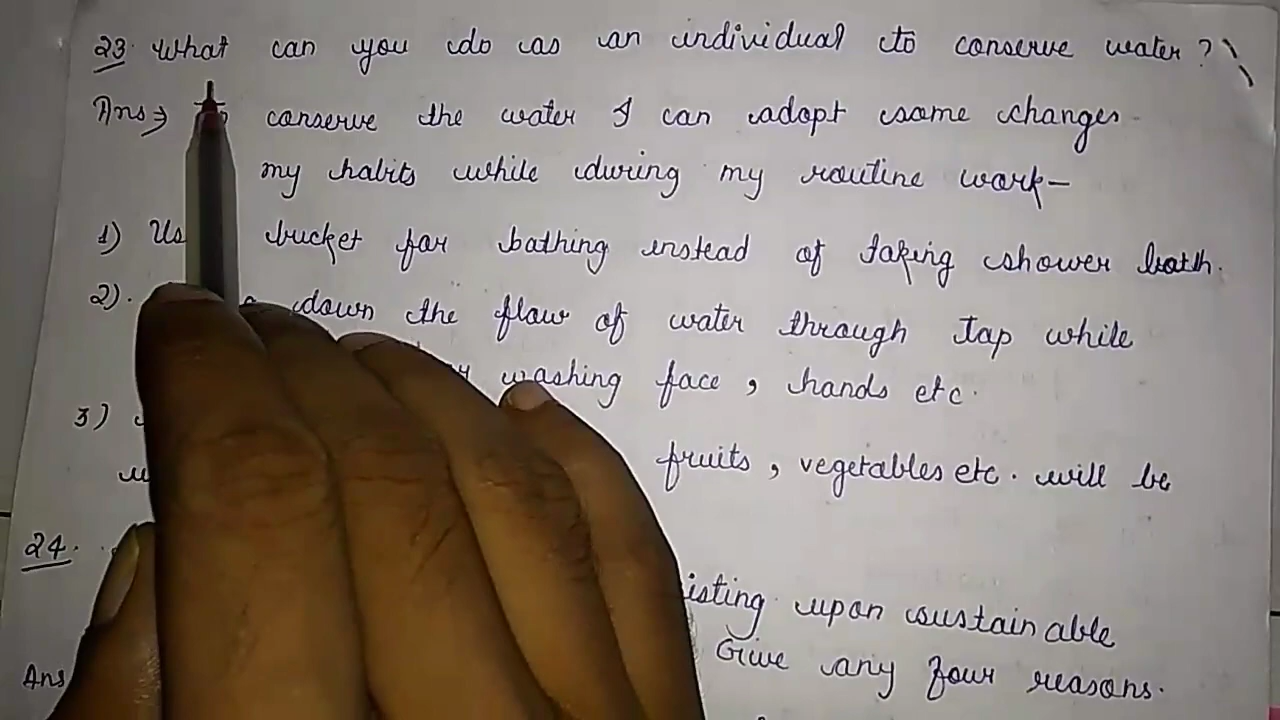 23. What can you do as an individual to conserve water?
Ans ⇒ conserve the water I can adopt some changes
my habits while during my routine work-
1) bucket for bathing instead of taking shower bath.
2). down the flow of water through tap while
washing face, hands etc.
3)
fruits, vegetables etc. will be
24.
upon sustainable
Give any four reasons.
Ans